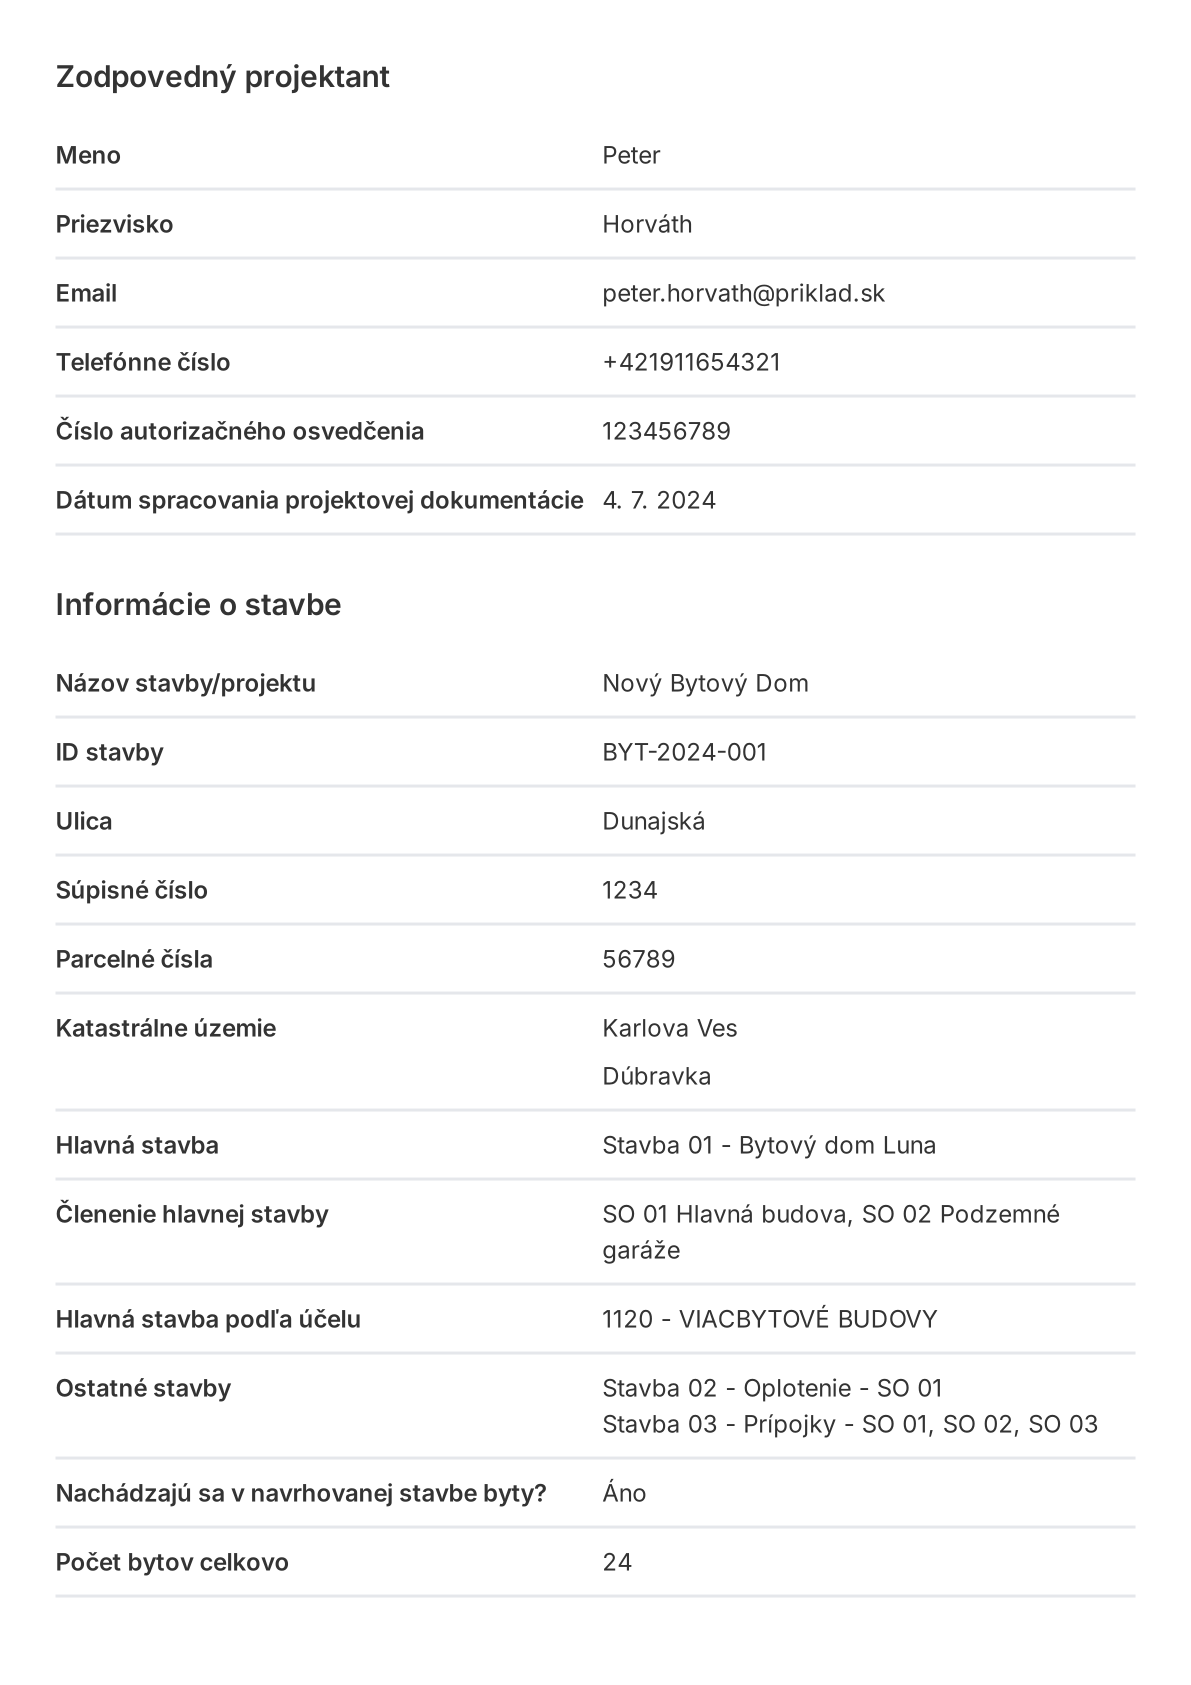 Zodpovedný projektant
Meno Peter
Priezvisko Horváth
Email peter.horvath@priklad.sk
Telefónne číslo +421911654321
Číslo autorizačného osvedčenia 123456789
Dátum spracovania projektovej dokumentácie 4. 7. 2024
Informácie o stavbe
Názov stavby/projektu Nový Bytový Dom
ID stavby BYT-2024-001
Ulica Dunajská
Súpisné číslo 1234
Parcelné čísla 56789
Katastrálne územie Karlova Ves
Dúbravka
Hlavná stavba Stavba 01 - Bytový dom Luna
Členenie hlavnej stavby SO 01 Hlavná budova, SO 02 Podzemné
garáže
Hlavná stavba podľa účelu 1120 - VIACBYTOVÉ BUDOVY
Ostatné stavby Stavba 02 - Oplotenie - SO 01
Stavba 03 - Prípojky - SO 01, SO 02, SO 03
Nachádzajú sa v navrhovanej stavbe byty? Áno
Počet bytov celkovo 24